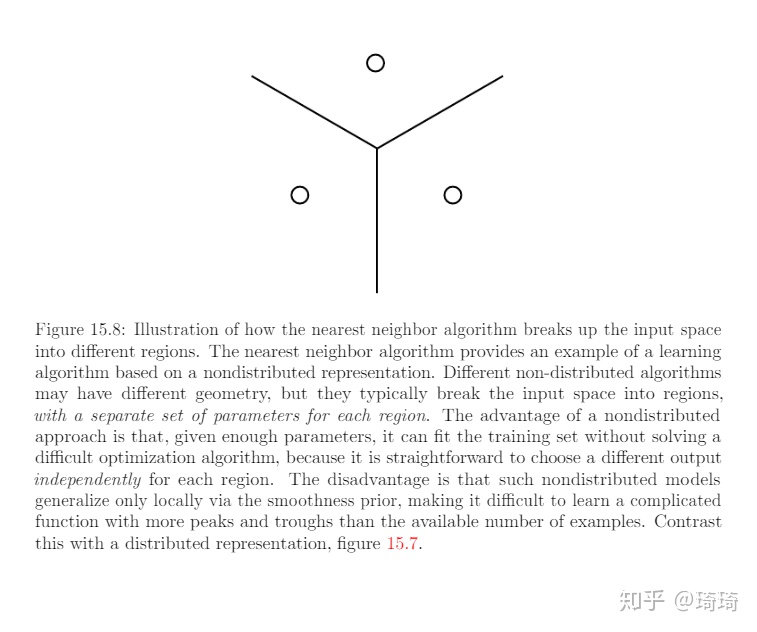 Figure 15.8: Illustration of how the nearest neighbor algorithm breaks up the input space
into different regions. The nearest neighbor algorithm provides an example of a learning
algorithm based on a nondistributed representation. Different non-distributed algorithms
may have different geometry, but they typically break the input space into regions,
with a separate set of parameters for each region. The advantage of a nondistributed
approach is that, given enough parameters, it can fit the training set without solving a
difficult optimization algorithm, because it is straightforward to choose a different output
independently for each region. The disadvantage is that such nondistributed models
generalize only locally via the smoothness prior, making it difficult to learn a complicated
function with more peaks and troughs than the available number of examples. Contrast
this with a distributed representation, figure 15.7.
知乎 @琦琦